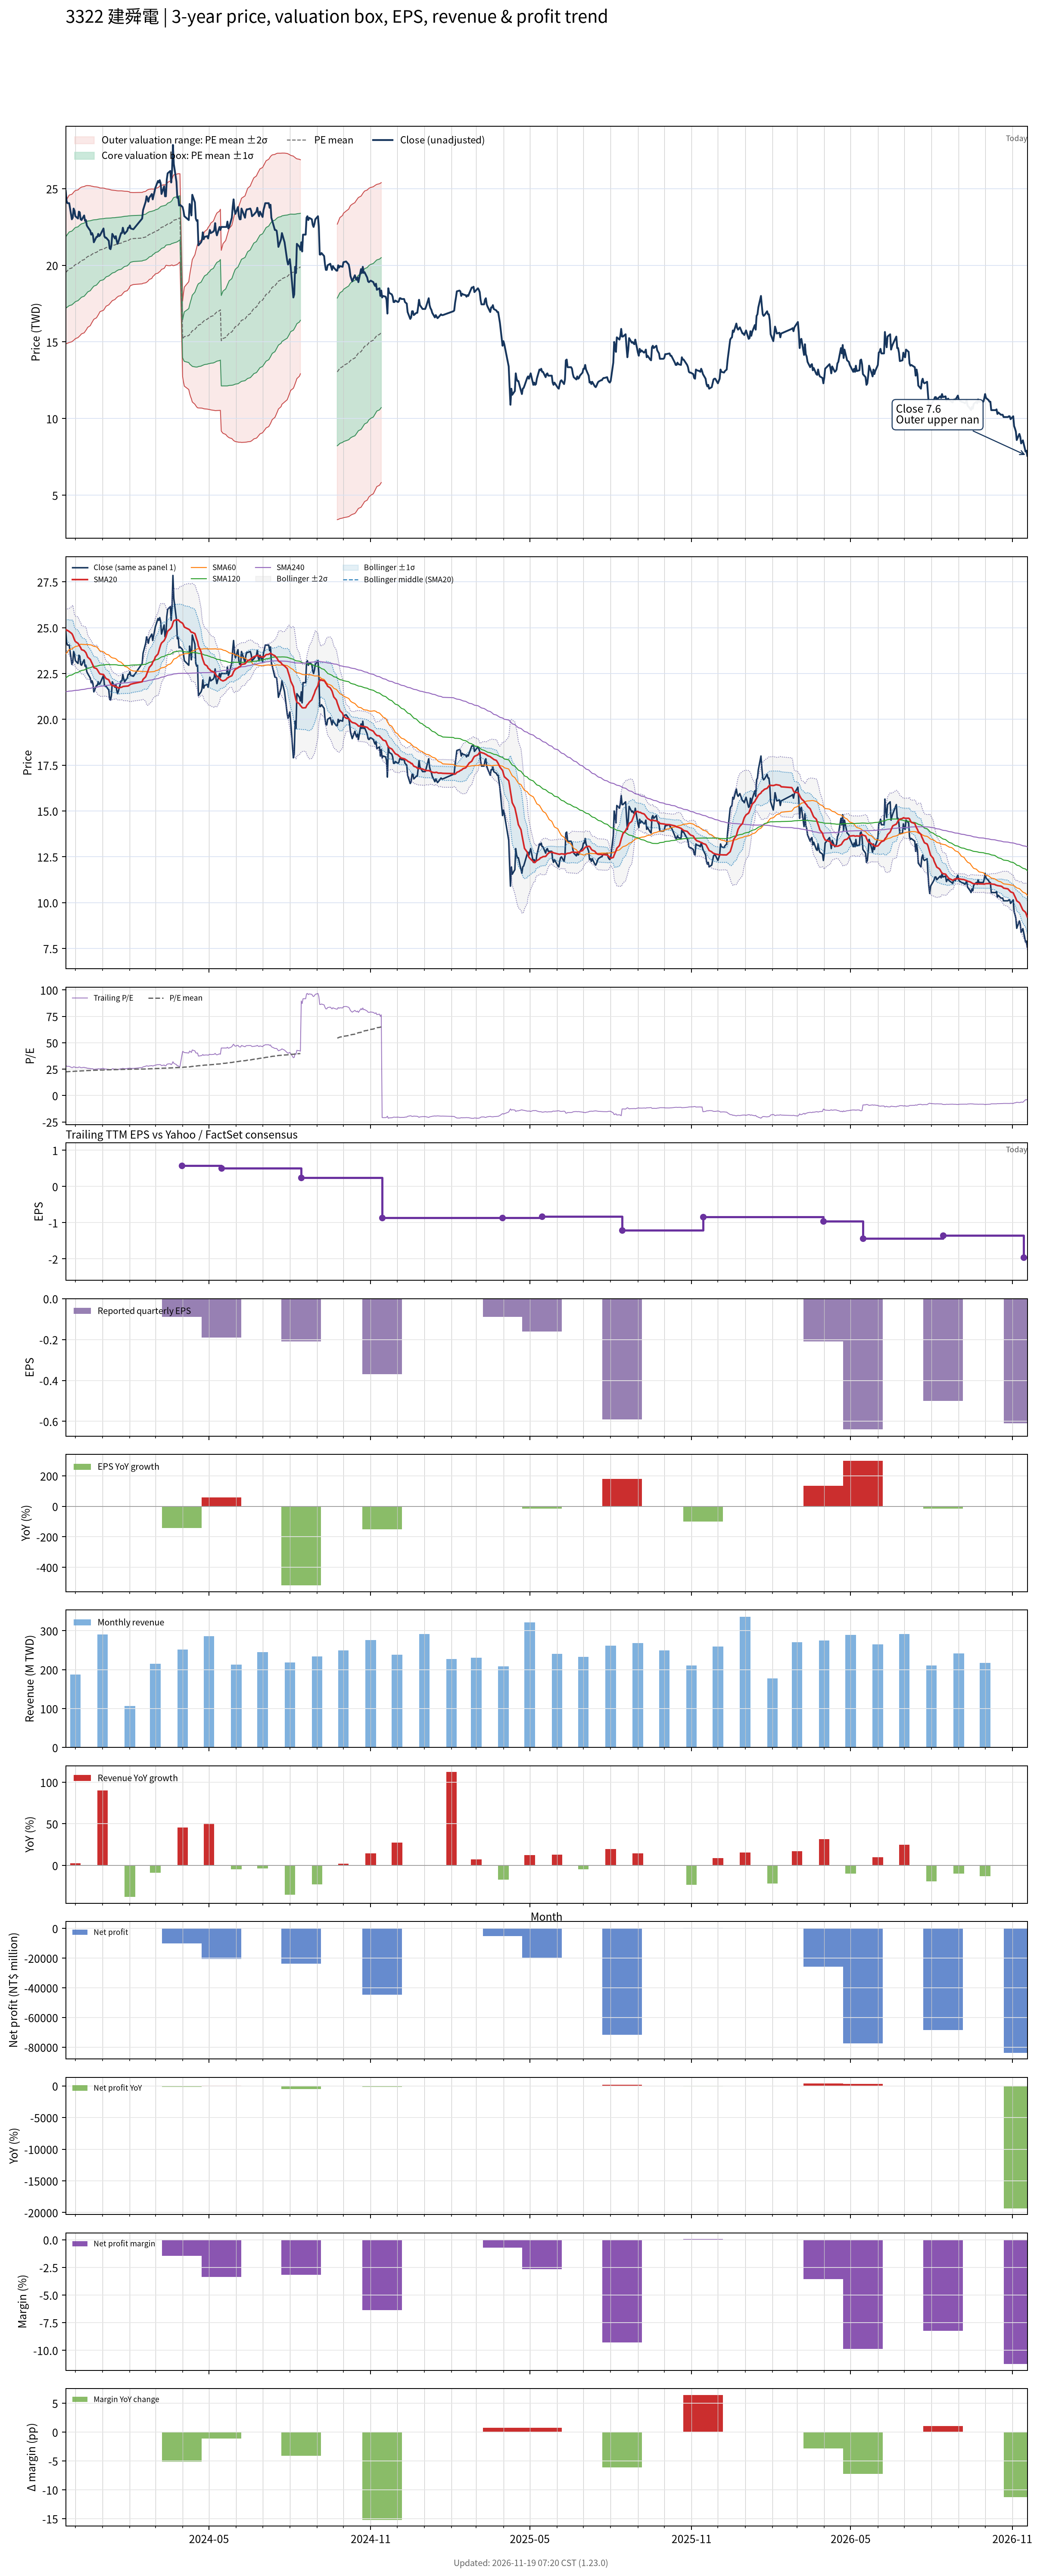 3322 建舜電 | 3-year price, valuation box, EPS, revenue & profit trend
Outer valuation range: PE mean ±2σ
PE mean
Close (unadjusted)
Core valuation box: PE mean ±1σ
Today
25
20
15
10
5
Price (TWD)
Close 7.6
Outer upper nan
Close (same as panel 1)
SMA20
SMA60
SMA120
SMA240
Bollinger ±2σ
Bollinger ±1σ
Bollinger middle (SMA20)
27.5
25.0
22.5
20.0
17.5
15.0
12.5
10.0
7.5
Price
Trailing P/E
P/E mean
100
75
50
25
0
-25
P/E
Trailing TTM EPS vs Yahoo / FactSet consensus
Today
1
0
-1
-2
EPS
Reported quarterly EPS
0.0
-0.2
-0.4
-0.6
EPS
EPS YoY growth
200
0
-200
-400
YoY (%)
Monthly revenue
300
200
100
0
Revenue (M TWD)
Revenue YoY growth
100
50
0
YoY (%)
Month
Net profit
0
-20000
-40000
-60000
-80000
Net profit (NT$ million)
Net profit YoY
0
-5000
-10000
-15000
-20000
YoY (%)
Net profit margin
0.0
-2.5
-5.0
-7.5
-10.0
Margin (%)
Margin YoY change
5
0
-5
-10
-15
Δ margin (pp)
2024-05
2024-11
2025-05
2025-11
2026-05
2026-11
Updated: 2026-11-19 07:20 CST (1.23.0)